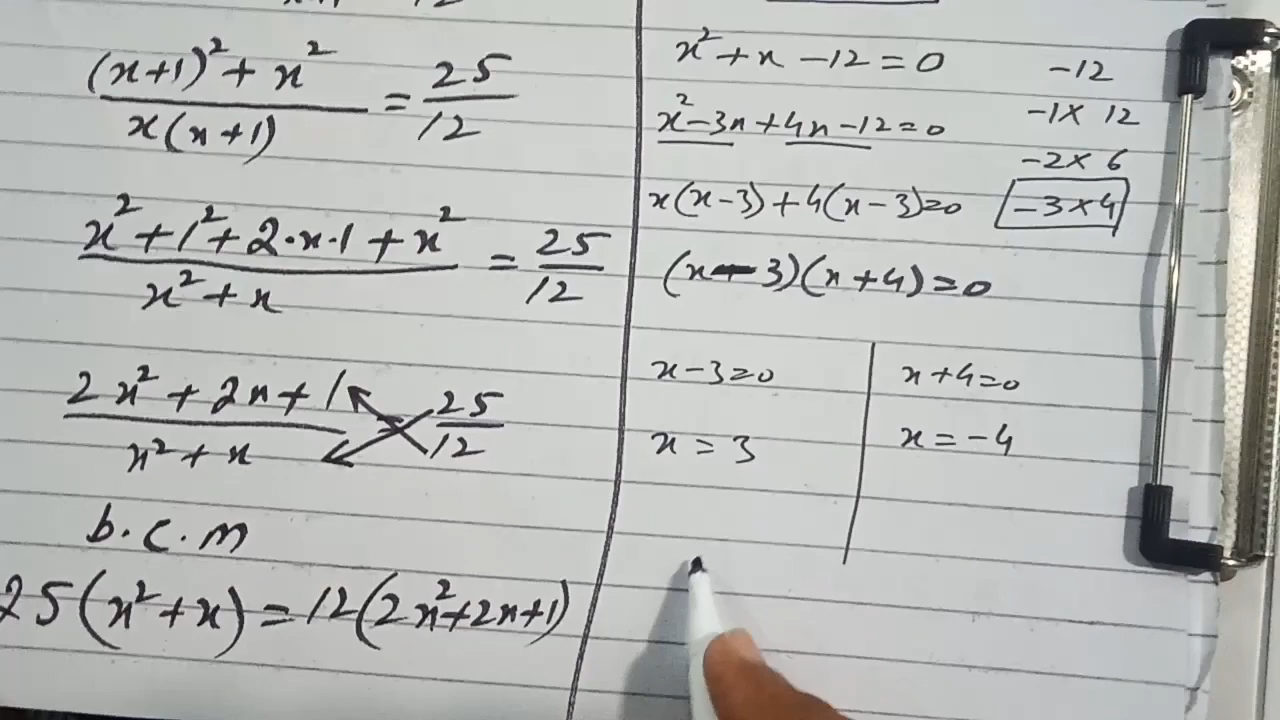 (x+1)² + x² / x(x+1) = 25/12
x² + 1² + 2·x·1 + x² / x² + x = 25/12
2x² + 2x + 1 / x² + x = 25/12
b.c.m
25(x² + x) = 12(2x² + 2x + 1)
x² + x - 12 = 0
x² - 3x + 4x - 12 = 0
x(x - 3) + 4(x - 3) = 0
(x - 3)(x + 4) = 0
x - 3 = 0
x = 3
x + 4 = 0
x = -4
-12
-1 × 12
-2 × 6
-3 × 4